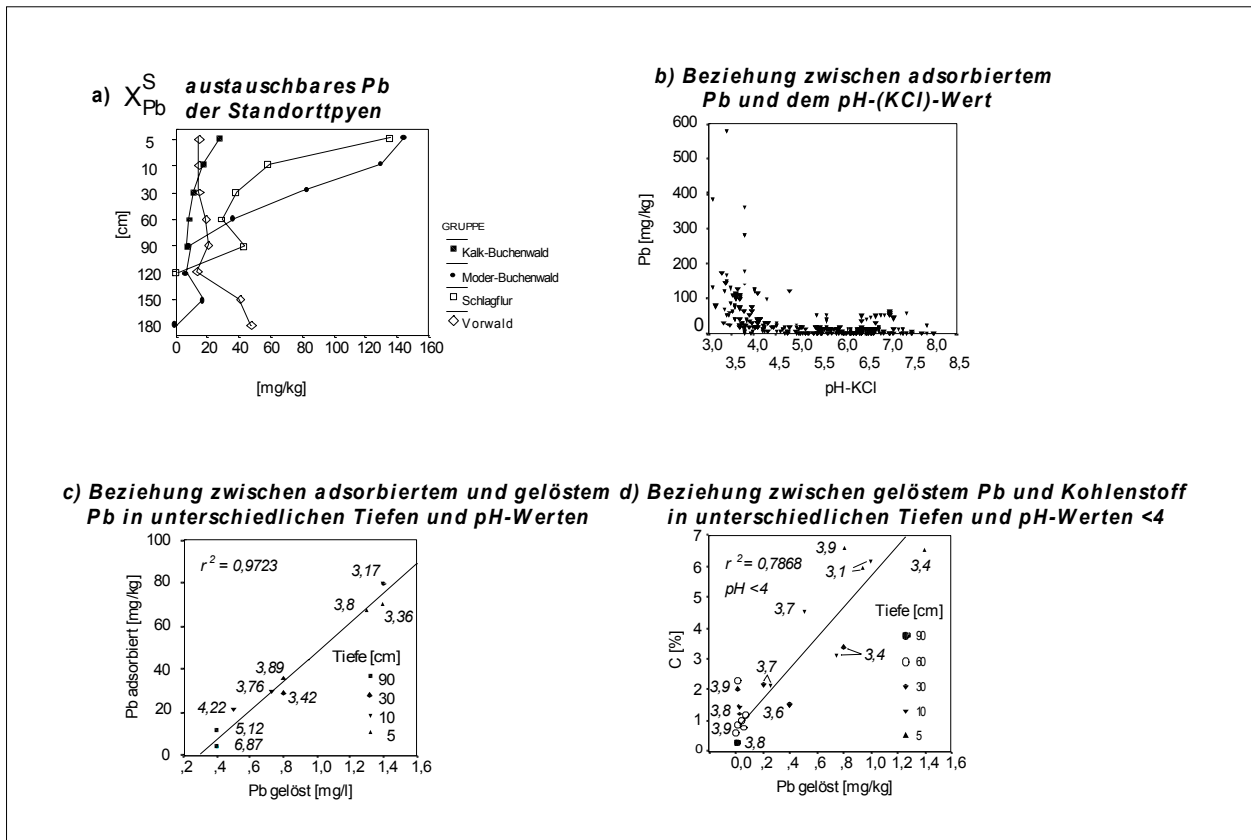 a) X S Pb austauschbares Pb
der Standorttpyen
5
10
30
60
90
120
150
180
[cm]
0 20 40 60 80 100 120 140 160
[mg/kg]
GRUPPE
Kalk-Buchenwald
Moder-Buchenwald
Schlagflur
Vorwald
b) Beziehung zwischen adsorbiertem
Pb und dem pH-(KCl)-Wert
600
500
400
300
200
100
0
Pb [mg/kg]
3,0 4,0 5,0 6,0 7,0 8,0
3,5 4,5 5,5 6,5 7,5 8,5
pH-KCl
c) Beziehung zwischen adsorbiertem und gelöstem
Pb in unterschiedlichen Tiefen und pH-Werten
100
80
60
40
20
0
Pb adsorbiert [mg/kg]
r² = 0,9723
3,17
3,8
3,36
3,89
3,76
3,42
4,22
5,12
6,87
Tiefe [cm]
90
30
10
5
,2 ,4 ,6 ,8 1,0 1,2 1,4 1,6
Pb gelöst [mg/l]
d) Beziehung zwischen gelöstem Pb und Kohlenstoff
in unterschiedlichen Tiefen und pH-Werten <4
7
6
5
4
3
2
1
0
C [%]
r² = 0,7868
pH <4
3,9
3,1
3,4
3,7
3,4
3,7
3,9
3,8
3,6
3,9
3,8
Tiefe [cm]
90
60
30
10
5
0,0 ,2 ,4 ,6 ,8 1,0 1,2 1,4 1,6
Pb gelöst [mg/kg]